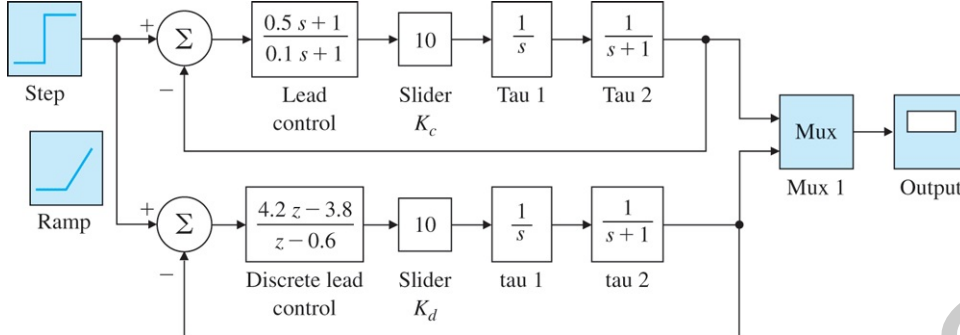 +
Σ
0.5 s + 1
0.1 s + 1
10
1
s
1
s + 1
−
Step
Lead
control
Slider
K_c
Tau 1
Tau 2
Mux
Mux 1
Output
Ramp
+
Σ
4.2 z − 3.8
z − 0.6
10
1
s
1
s + 1
−
Discrete lead
control
Slider
K_d
tau 1
tau 2